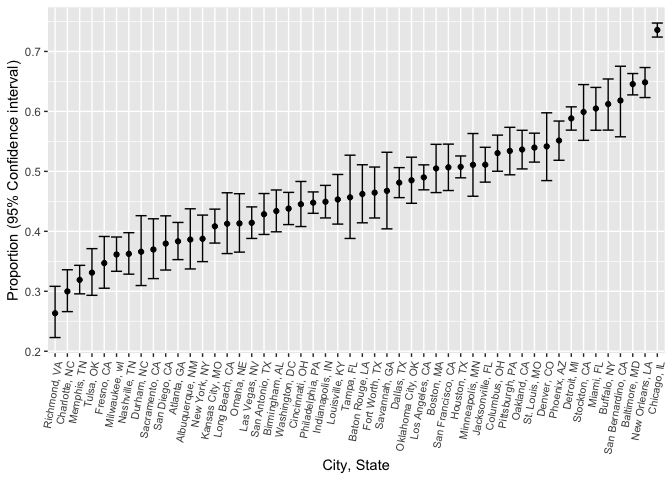 Proportion (95% Confidence interval)
0.7
0.6
0.5
0.4
0.3
0.2
Richmond, VA
Charlotte, NC
Memphis, TN
Tulsa, OK
Fresno, CA
Milwaukee, wI
Nashville, TN
Durham, NC
Sacramento, CA
San Diego, CA
Atlanta, GA
Albuquerque, NM
New York, NY
Kansas City, MO
Long Beach, CA
Omaha, NE
Las Vegas, NV
San Antonio, TX
Birmingham, AL
Washington, DC
Cincinnati, OH
Philadelphia, PA
Indianapolis, IN
Louisville, KY
Tampa, FL
Baton Rouge, LA
Fort Worth, TX
Savannah, GA
Dallas, TX
Oklahoma City, OK
Los Angeles, CA
Boston, MA
San Francisco, CA
Houston, TX
Minneapolis, MN
Jacksonville, FL
Columbus, OH
Pittsburgh, PA
Oakland, CA
St. Louis, MO
Denver, CO
Phoenix, AZ
Detroit, MI
Stockton, CA
Miami, FL
Buffalo, NY
San Bernardino, CA
Baltimore, MD
New Orleans, LA
Chicago, IL
City, State